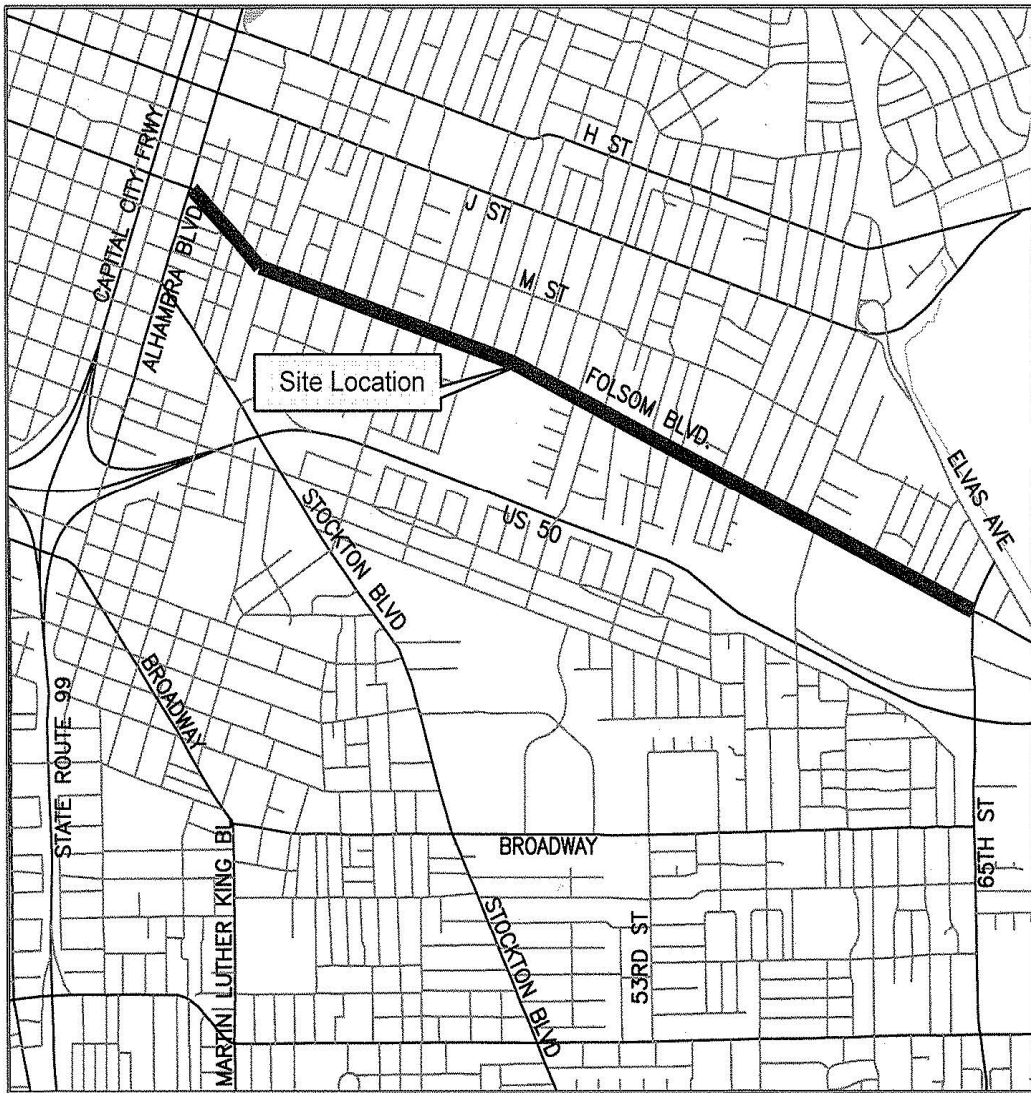 H ST
CAPITAL CITY FRWY
J ST
ALHAMBRA BLVD
M ST
Site Location
FOLSOM BLVD.
ELVAS AVE
STOCKTON BLVD
US 50
BROADWAY
STATE ROUTE 99
65TH ST
BROADWAY
MARTIN LUTHER KING BL
STOCKTON BLVD
53RD ST